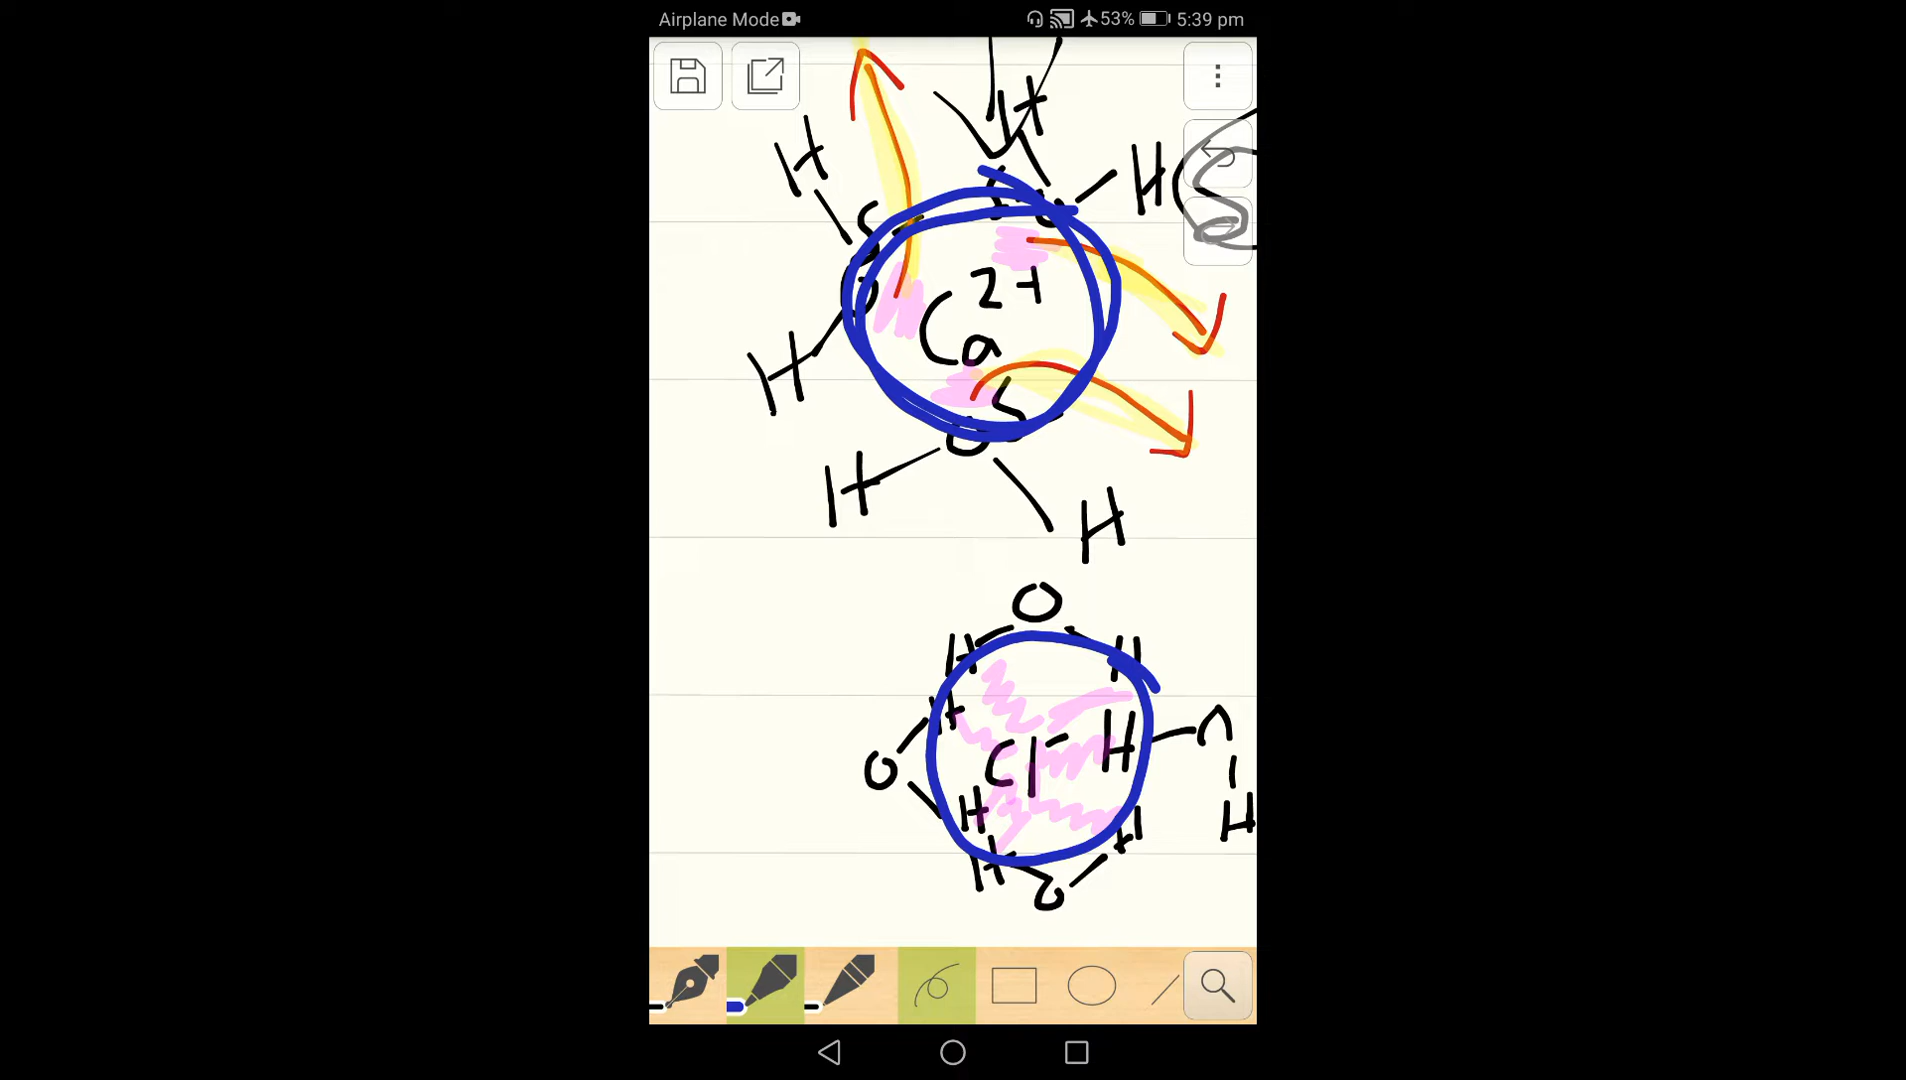 Airplane Mode 53% 5:39 pm
H H
H
2+
Ca
H
H H
O
H H
H
Cl⁻ H
O
H H
H
H O